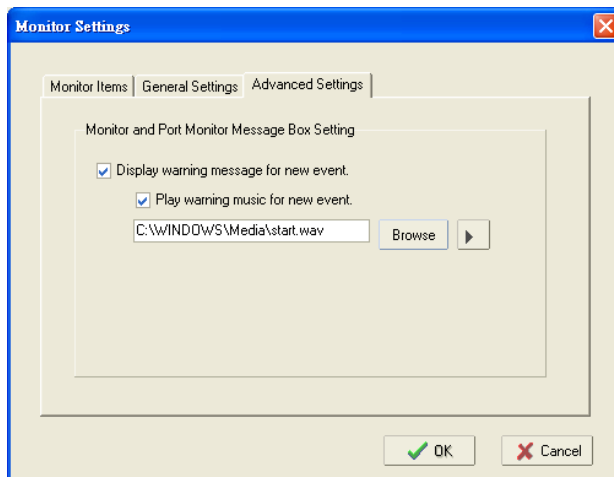 Monitor Settings
Monitor Items General Settings Advanced Settings
Monitor and Port Monitor Message Box Setting
Display warning message for new event.
Play warning music for new event.
C:\WINDOWS\Media\start.wav Browse
OK Cancel